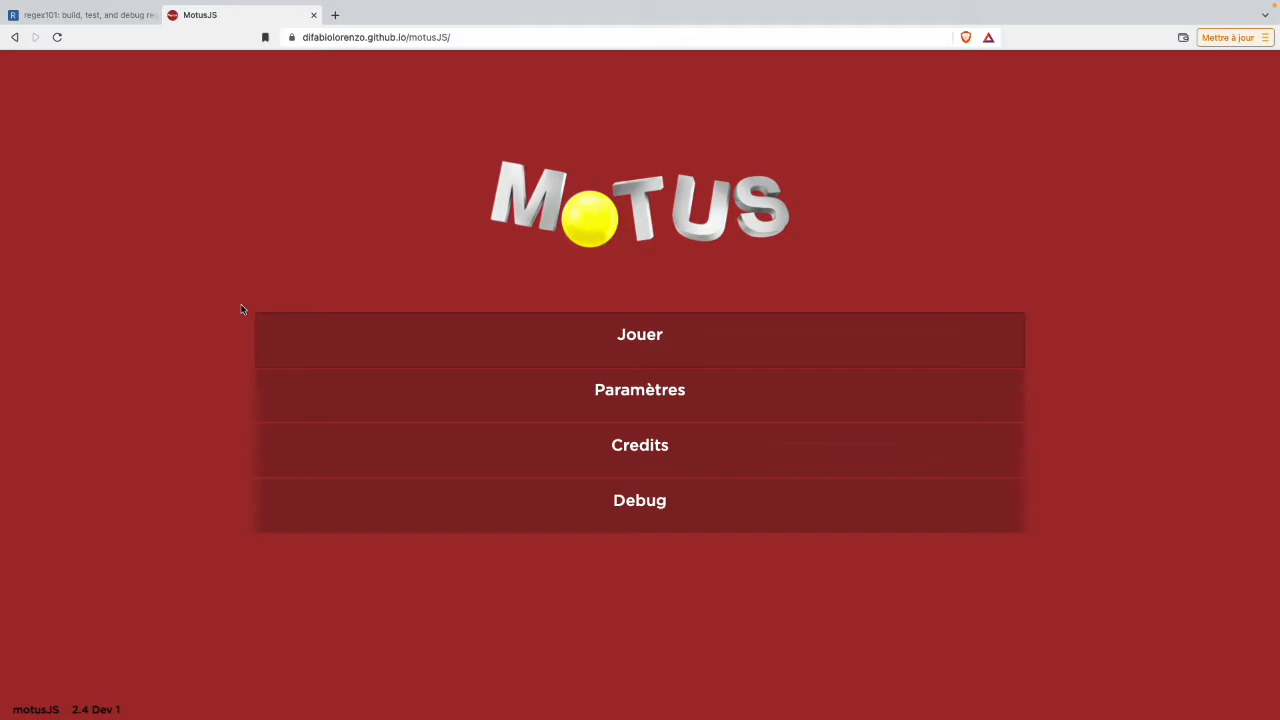 regex101: build, test, and debug re
MotusJS
difabiolorenzo.github.io/motusJS/
Mettre à jour
MOTUS
Jouer
Paramètres
Credits
Debug
motusJS 2.4 Dev 1